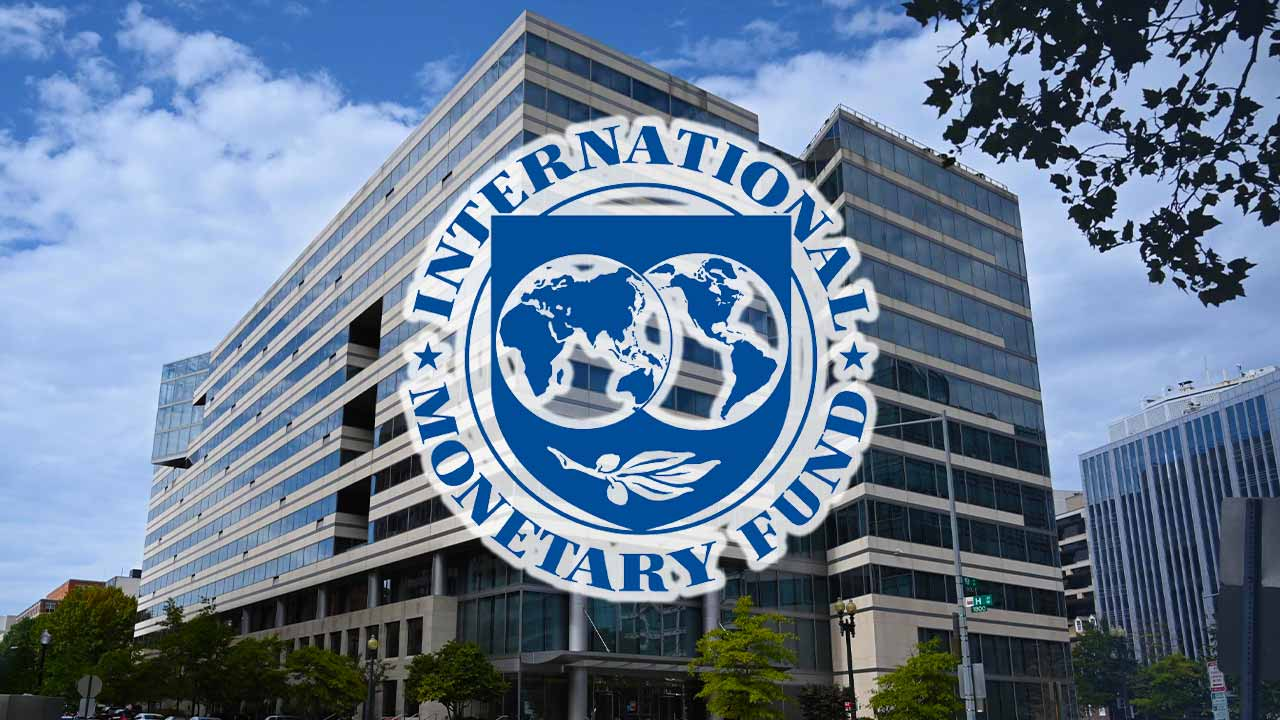 INTERNATIONAL
MONETARY FUND
H